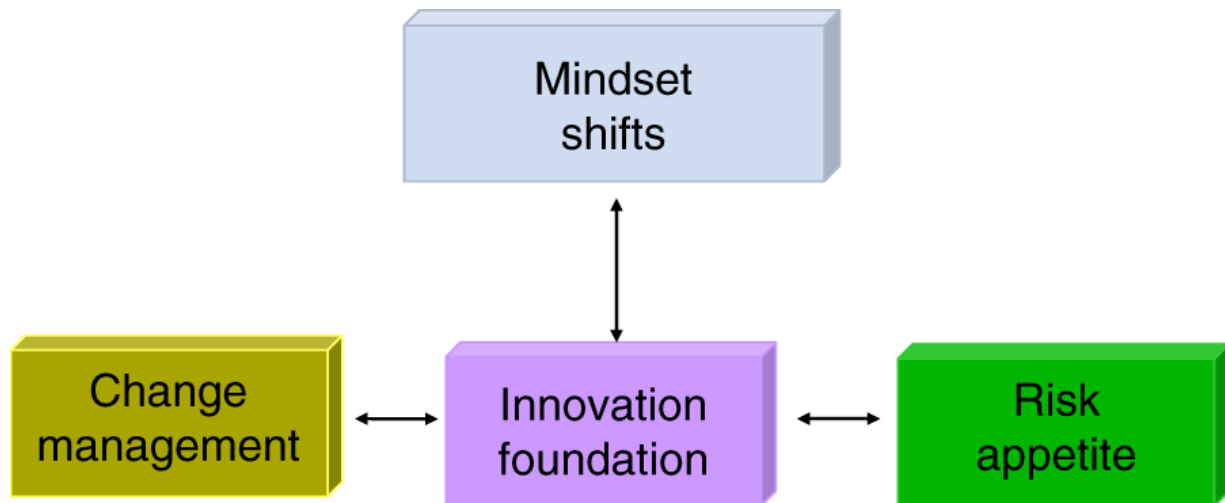 Mindset
shifts
Change
management
Innovation
foundation
Risk
appetite